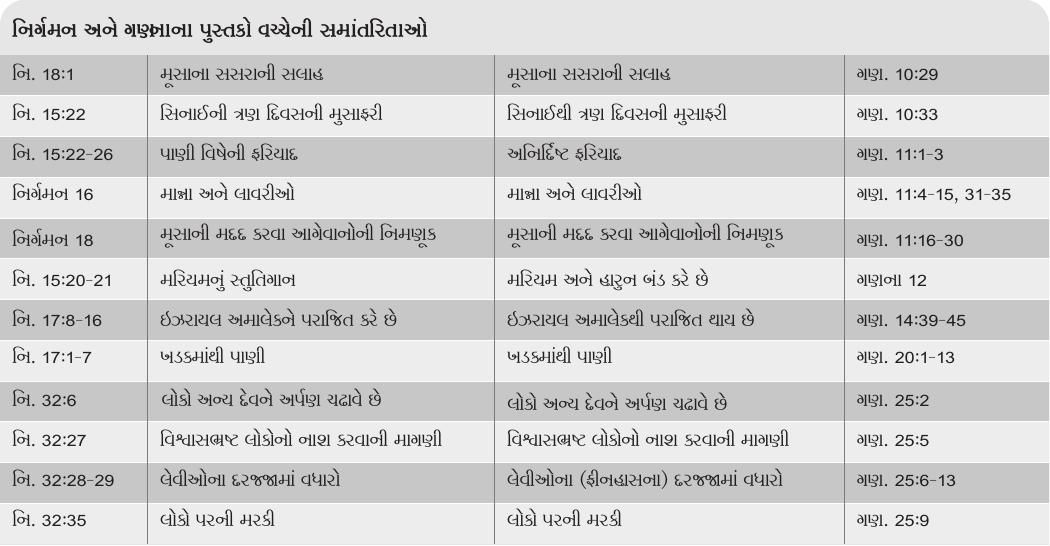 નિર્ગમન અને ગણનાના પુસ્તકો વચ્ચેની સમાંતરિતાઓ
નિ. 18:1 મૂસાના સસરાની સલાહ મૂસાના સસરાની સલાહ ગણ. 10:29
નિ. 15:22 સિનાઈની ત્રણ દિવસની મુસાફરી સિનાઈથી ત્રણ દિવસની મુસાફરી ગણ. 10:33
નિ. 15:22-26 પાણી વિષેની ફરિયાદ અનિર્દિષ્ટ ફરિયાદ ગણ. 11:1-3
નિર્ગમન 16 માન્ના અને લાવરીઓ માન્ના અને લાવરીઓ ગણ. 11:4-15, 31-35
નિર્ગમન 18 મૂસાની મદદ કરવા આગેવાનોની નિમણૂક મૂસાની મદદ કરવા આગેવાનોની નિમણૂક ગણ. 11:16-30
નિ. 15:20-21 મરિયમનું સ્તુતિગાન મરિયમ અને હારુન બંડ કરે છે ગણના 12
નિ. 17:8-16 ઇઝરાયલ અમાલેકને પરાજિત કરે છે ઇઝરાયલ અમાલેકથી પરાજિત થાય છે ગણ. 14:39-45
નિ. 17:1-7 ખડકમાંથી પાણી ખડકમાંથી પાણી ગણ. 20:1-13
નિ. 32:6 લોકો અન્ય દેવને અર્પણ ચઢાવે છે લોકો અન્ય દેવને અર્પણ ચઢાવે છે ગણ. 25:2
નિ. 32:27 વિશ્વાસભ્રષ્ટ લોકોનો નાશ કરવાની માગણી વિશ્વાસભ્રષ્ટ લોકોનો નાશ કરવાની માગણી ગણ. 25:5
નિ. 32:28-29 લેવીઓના દરજ્જામાં વધારો લેવીઓના (ફીનહાસના) દરજ્જામાં વધારો ગણ. 25:6-13
નિ. 32:35 લોકો પરની મરકી લોકો પરની મરકી ગણ. 25:9